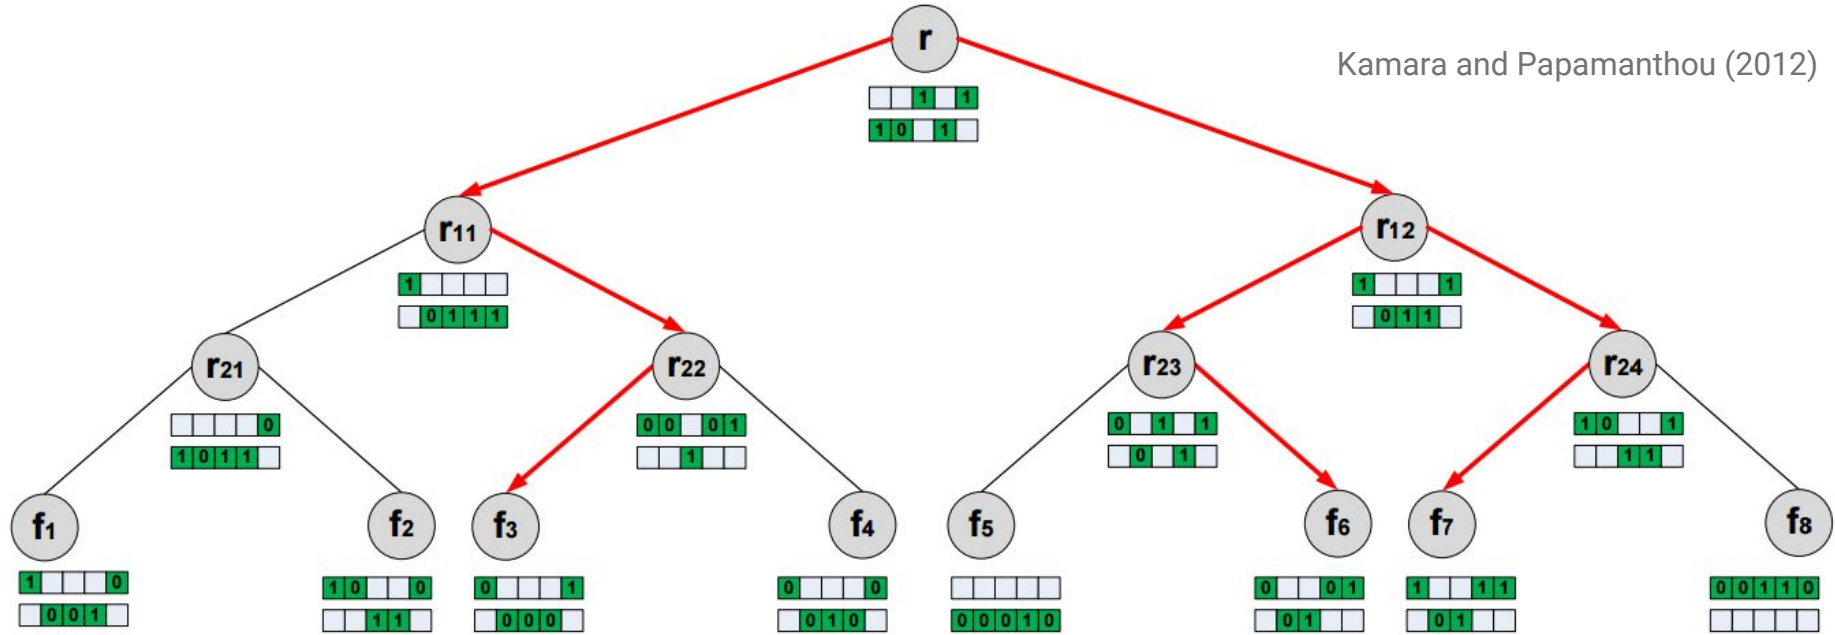 r
Kamara and Papamanthou (2012)
1 1
1 0 1
r11
r12
1
0 1 1 1
1 1
0 1 1
r21
r22
r23
r24
0
1 0 1 1
0 0 0 1
1
0 1 1
0 1
1 0 1
1 1
f1
f2
f3
f4
f5
f6
f7
f8
1 0
1 0 0
0 1
0 0
0 0 1
1 1 1
0 0 1 1 0
0 0 1
1 1
0 0 0
0 1 0
0 0 0 1 0
0 1
0 1